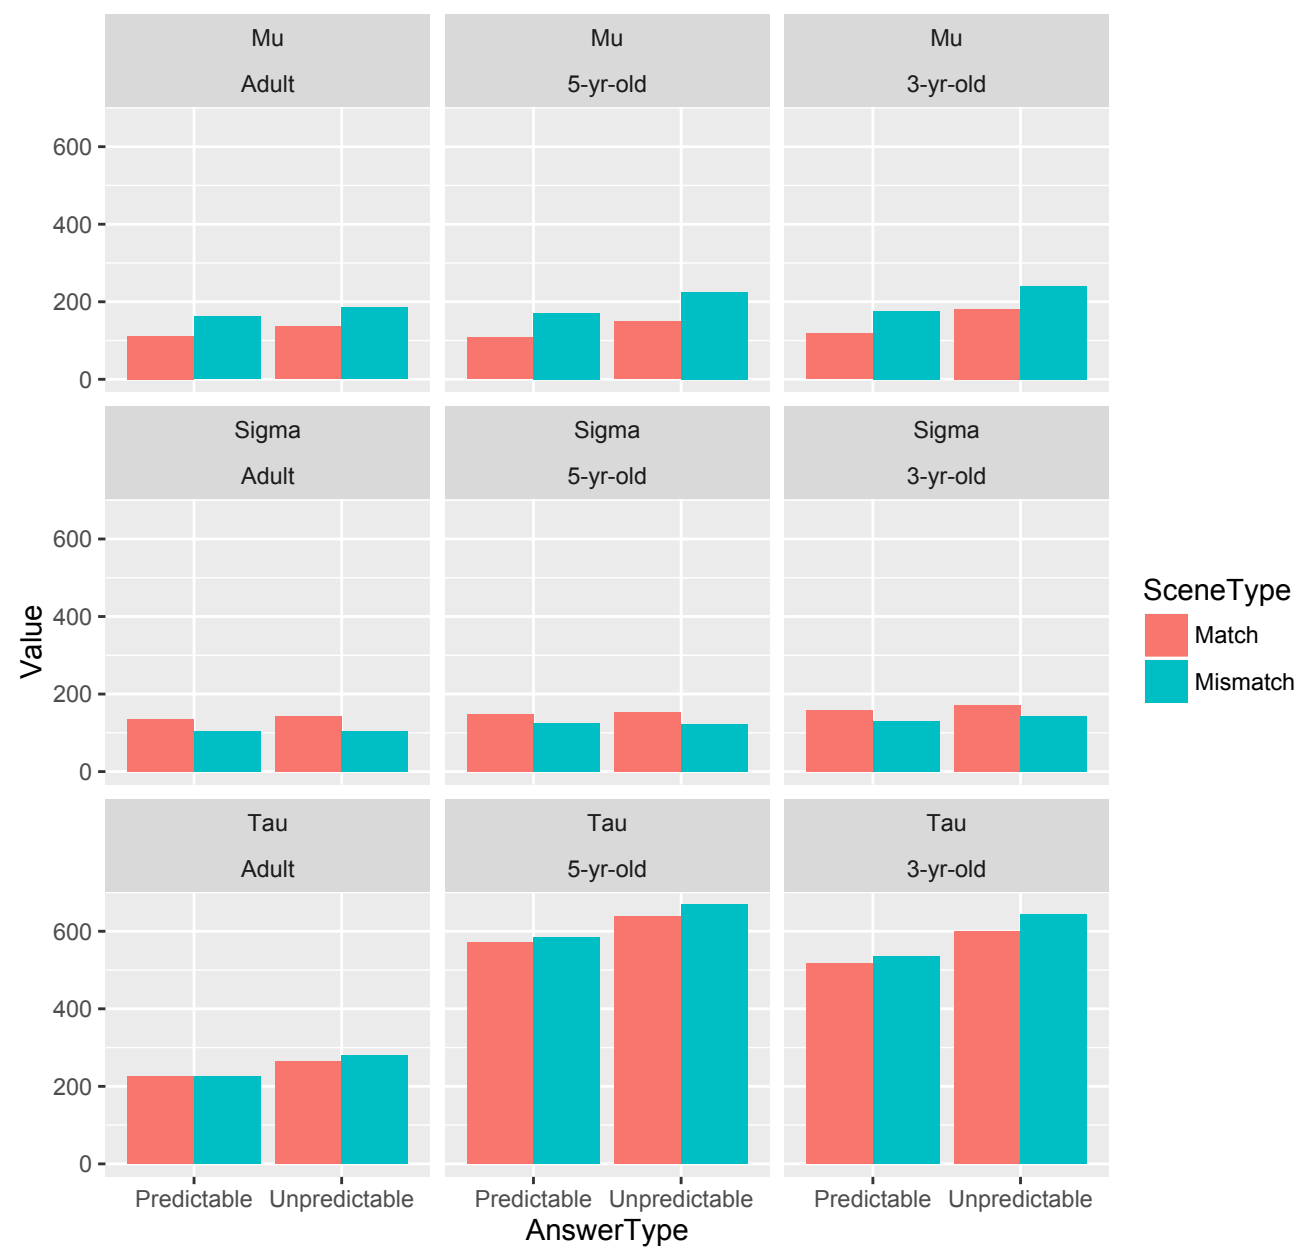 Mu Mu Mu
Adult 5-yr-old 3-yr-old
600
400
200
0
Sigma Sigma Sigma
Adult 5-yr-old 3-yr-old
600
400
200
0
Tau Tau Tau
Adult 5-yr-old 3-yr-old
600
400
200
0
Predictable Unpredictable Predictable Unpredictable Predictable Unpredictable
AnswerType
Value
SceneType
Match
Mismatch